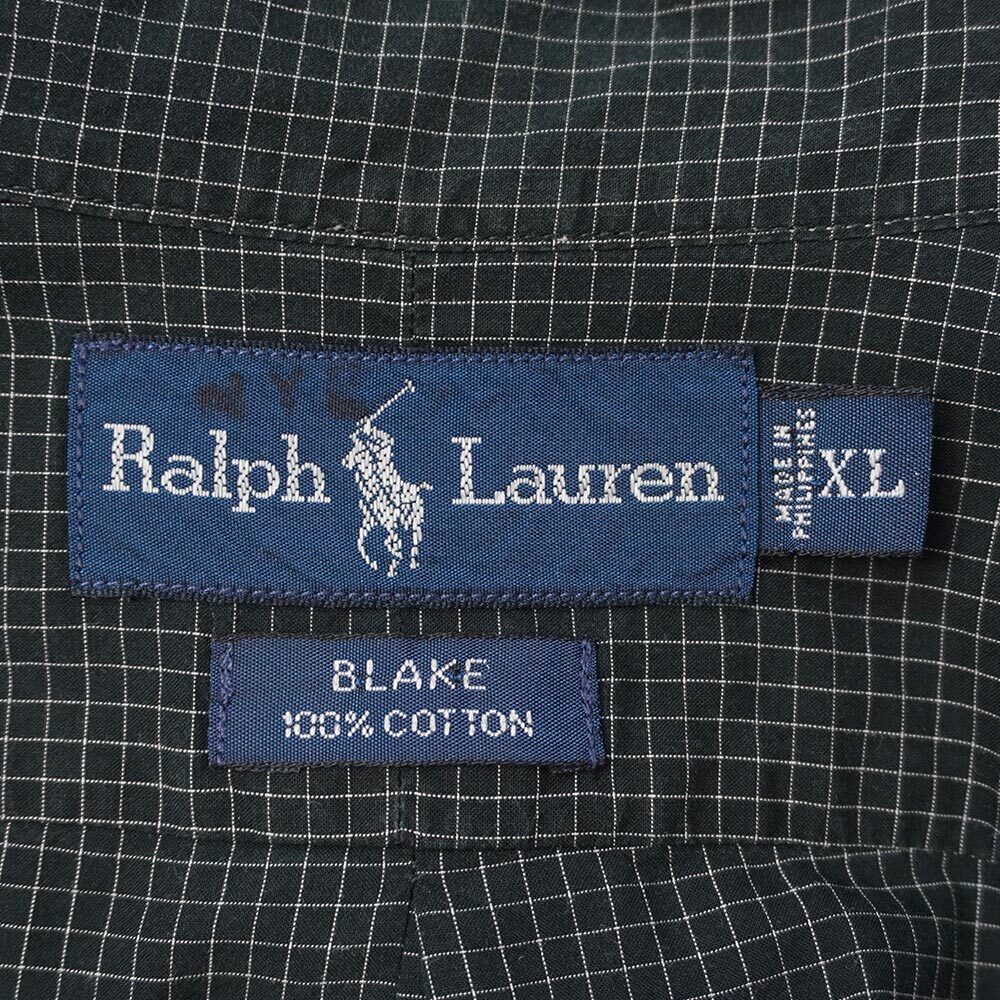 Ralph Lauren
MADE IN
PHILIPPINES
XL
BLAKE
100% COTTON